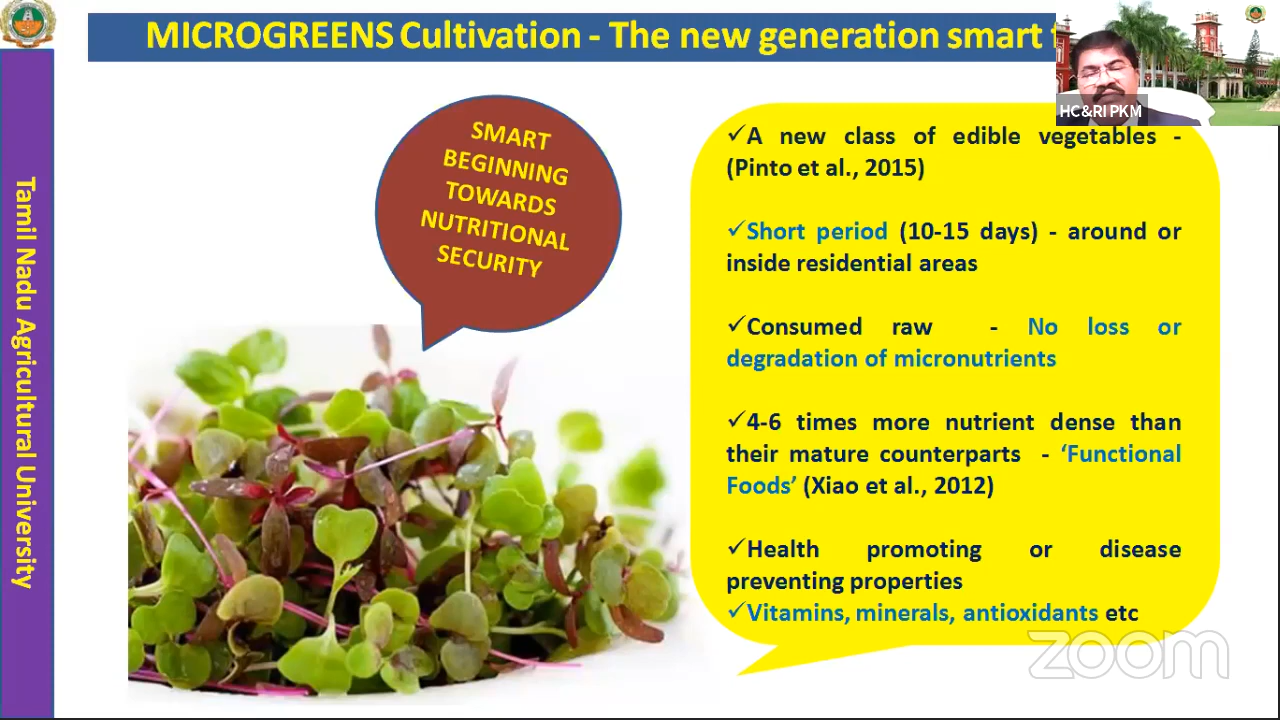 MICROGREENS Cultivation - The new generation smart
HC&RI PKM
SMART
BEGINNING
TOWARDS
NUTRITIONAL
SECURITY
✓A new class of edible vegetables -
(Pinto et al., 2015)
✓Short period (10-15 days) - around or
inside residential areas
✓Consumed raw - No loss or
degradation of micronutrients
✓4-6 times more nutrient dense than
their mature counterparts - ‘Functional
Foods’ (Xiao et al., 2012)
✓Health promoting or disease
preventing properties
✓Vitamins, minerals, antioxidants etc
Tamil Nadu Agricultural University
zoom